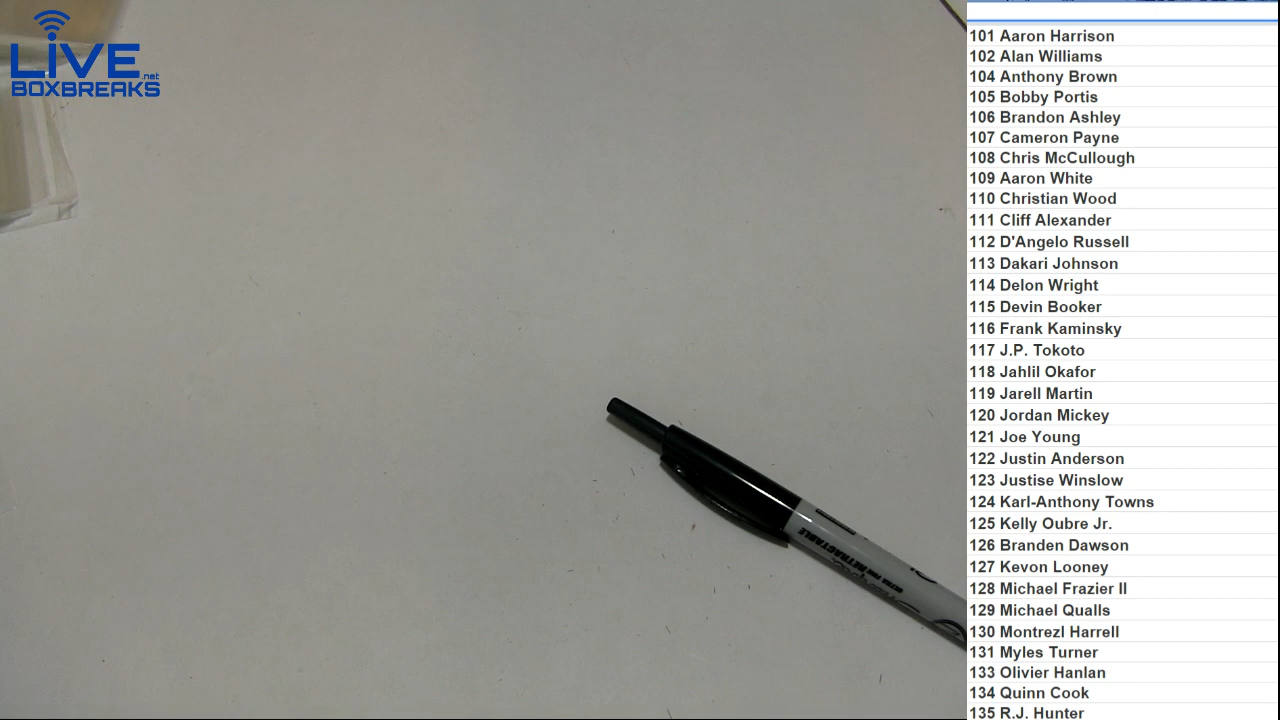 LIVE.net
BOXBREAKS
101 Aaron Harrison
102 Alan Williams
104 Anthony Brown
105 Bobby Portis
106 Brandon Ashley
107 Cameron Payne
108 Chris McCullough
109 Aaron White
110 Christian Wood
111 Cliff Alexander
112 D'Angelo Russell
113 Dakari Johnson
114 Delon Wright
115 Devin Booker
116 Frank Kaminsky
117 J.P. Tokoto
118 Jahlil Okafor
119 Jarell Martin
120 Jordan Mickey
121 Joe Young
122 Justin Anderson
123 Justise Winslow
124 Karl-Anthony Towns
125 Kelly Oubre Jr.
126 Branden Dawson
127 Kevon Looney
128 Michael Frazier II
129 Michael Qualls
130 Montrezl Harrell
131 Myles Turner
133 Olivier Hanlan
134 Quinn Cook
135 R.J. Hunter
RETRACTABLE